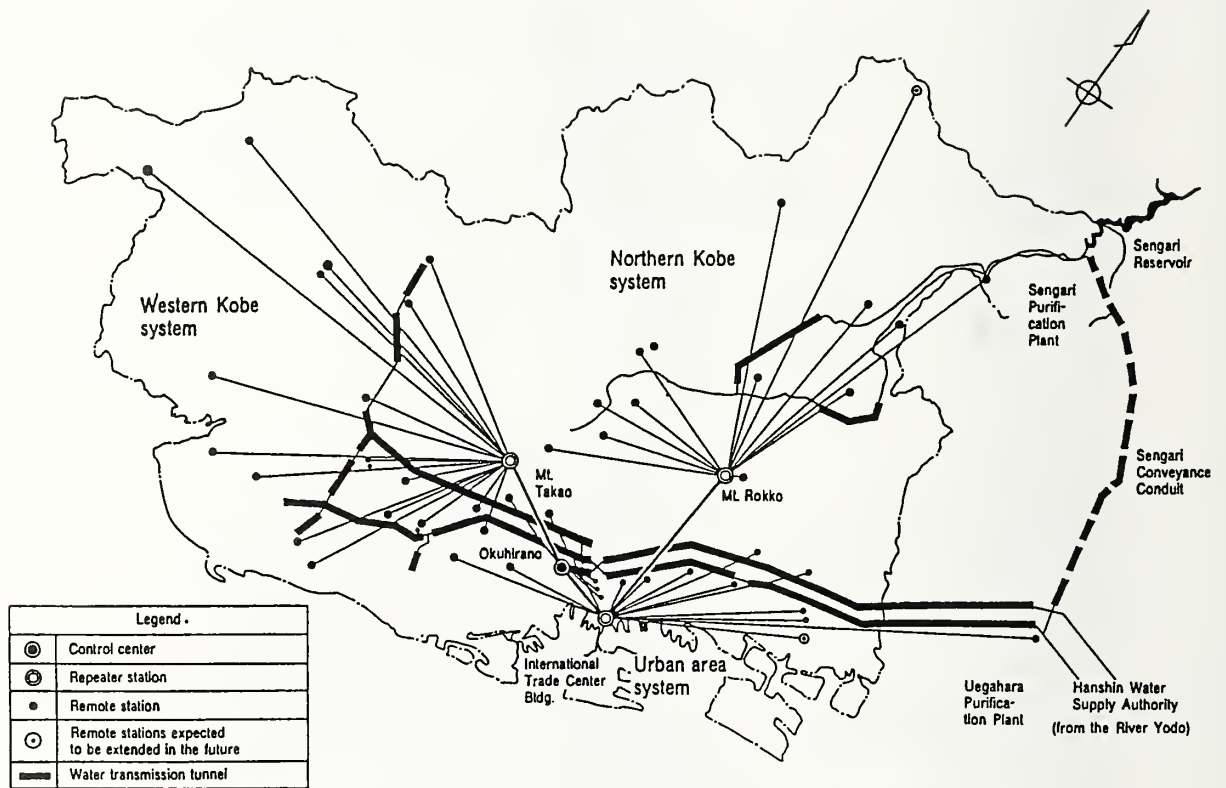 Northern Kobe
system
Western Kobe
system
Sengari
Reservoir
Sengari
Purifi-
cation
Plant
Sengari
Conveyance
Conduit
Mt.
Takao
Mt. Rokko
Okuhirano
International
Trade Center
Bldg.
Urban area
system
Uegahara
Purifica-
tion Plant
Hanshin Water
Supply Authority
(from the River Yodo)
Legend.
Control center
Repeater station
Remote station
Remote stations expected
to be extended in the future
Water transmission tunnel